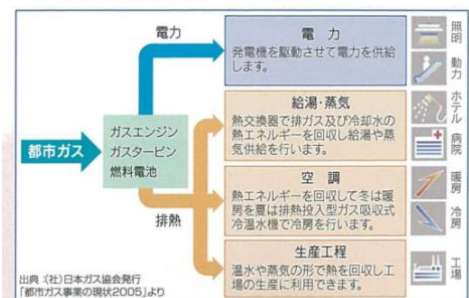 電力
電力
発電機を駆動させて電力を供給
します。
照明
動力
給湯・蒸気
熱交換器で排ガス及び冷却水の
熱エネルギーを回収し給湯や蒸
気供給を行います。
ホテル
病院
都市ガス
ガスエンジン
ガスタービン
燃料電池
空調
熱エネルギーを回収して冬は暖
房を夏は排熱投入型ガス吸収式
冷温水機で冷房を行います。
暖房
冷房
排熱
生産工程
温水や蒸気の形で熱を回収し工
場の生産に利用できます。
工場
出典:(社)日本ガス協会発行
「都市ガス事業の現状2005」より